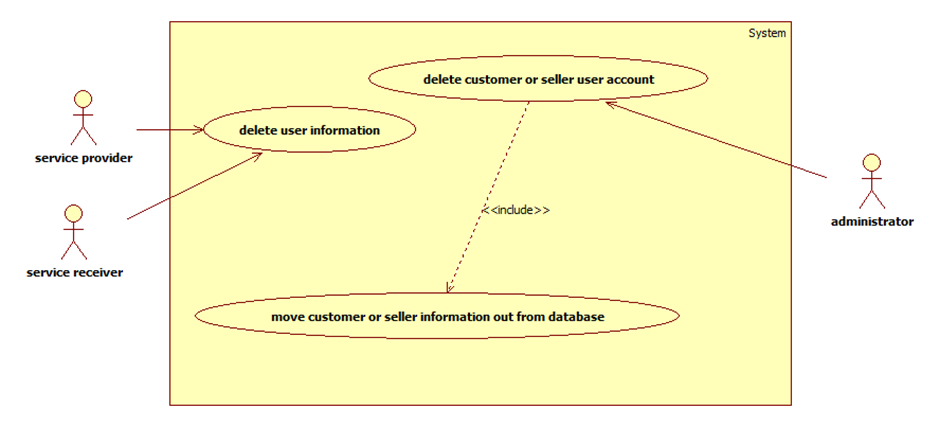 System
delete customer or seller user account
delete user information
service provider
<<include>>
administrator
service receiver
move customer or seller information out from database